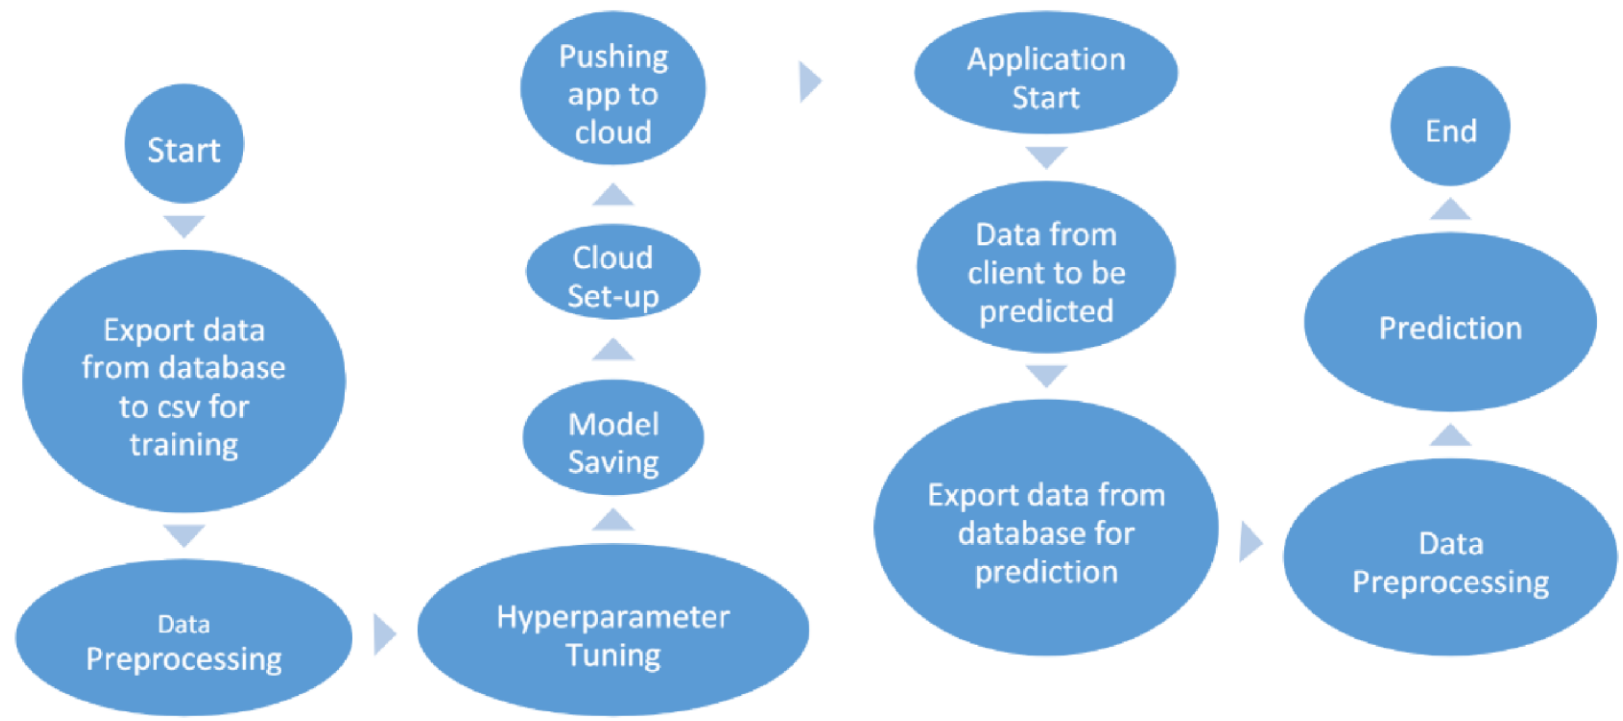 Start
Export data
from database
to csv for
training
Data
Preprocessing
Hyperparameter
Tuning
Model
Saving
Cloud
Set-up
Pushing
app to
cloud
Application
Start
Data from
client to be
predicted
Export data from
database for
prediction
Data
Preprocessing
Prediction
End